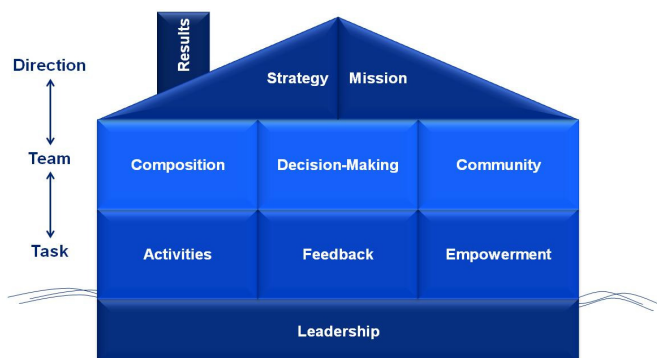 Results
Direction
Strategy Mission
Team
Composition Decision-Making Community
Task
Activities Feedback Empowerment
Leadership